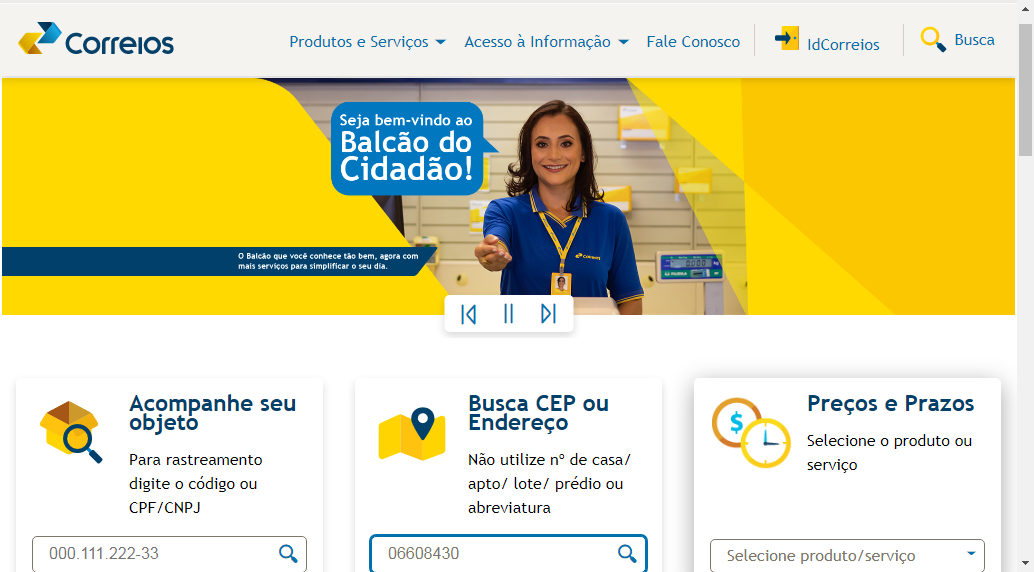 Correios
Produtos e Serviços
Acesso à Informação
Fale Conosco
IdCorreios
Busca
Seja bem-vindo ao
Balcão do
Cidadão!
O Balcão que você conhece tão bem, agora com
mais serviços para simplificar o seu dia.
Correios
Acompanhe seu
objeto
Para rastreamento
digite o código ou
CPF/CNPJ
000.111.222-33
Busca CEP ou
Endereço
Não utilize nº de casa/
apto/ lote/ prédio ou
abreviatura
06608430
$
Preços e Prazos
Selecione o produto ou
serviço
Selecione produto/serviço